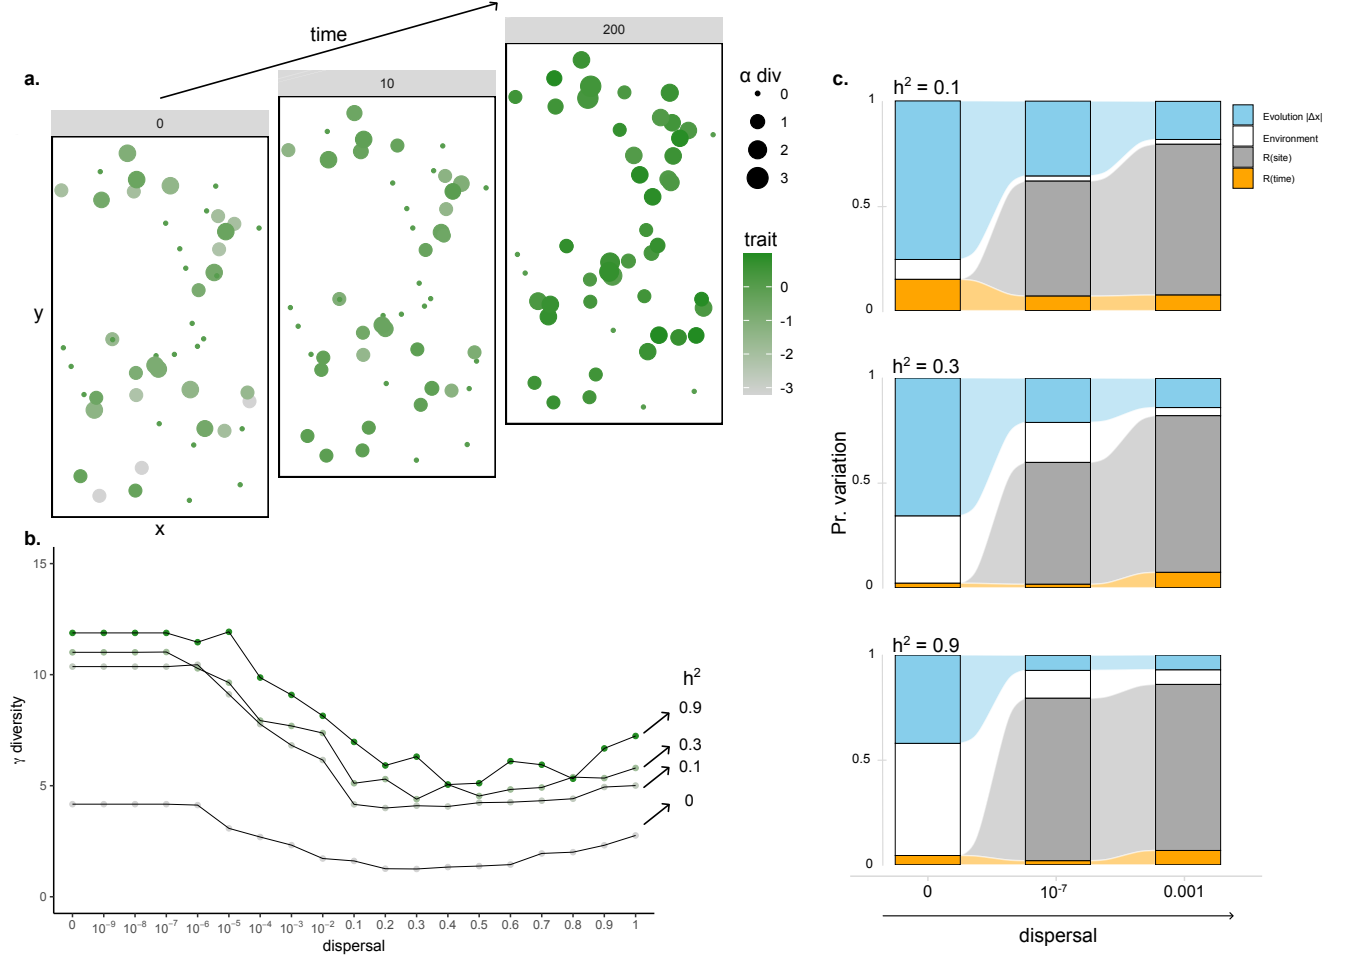 time
a.
0
10
200
y
x
α div
0
1
2
3
trait
0
-1
-2
-3
b.
γ diversity
15
10
5
0
0 10⁻⁹ 10⁻⁸ 10⁻⁷ 10⁻⁶ 10⁻⁵ 10⁻⁴ 10⁻³ 10⁻² 0.1 0.2 0.3 0.4 0.5 0.6 0.7 0.8 0.9 1
dispersal
h²
0.9
0.3
0.1
0
c.
h² = 0.1
1
0.5
0
Evolution |Δx|
Environment
R(site)
R(time)
h² = 0.3
1
0.5
0
Pr. variation
h² = 0.9
1
0.5
0
0 10⁻⁷ 0.001
dispersal